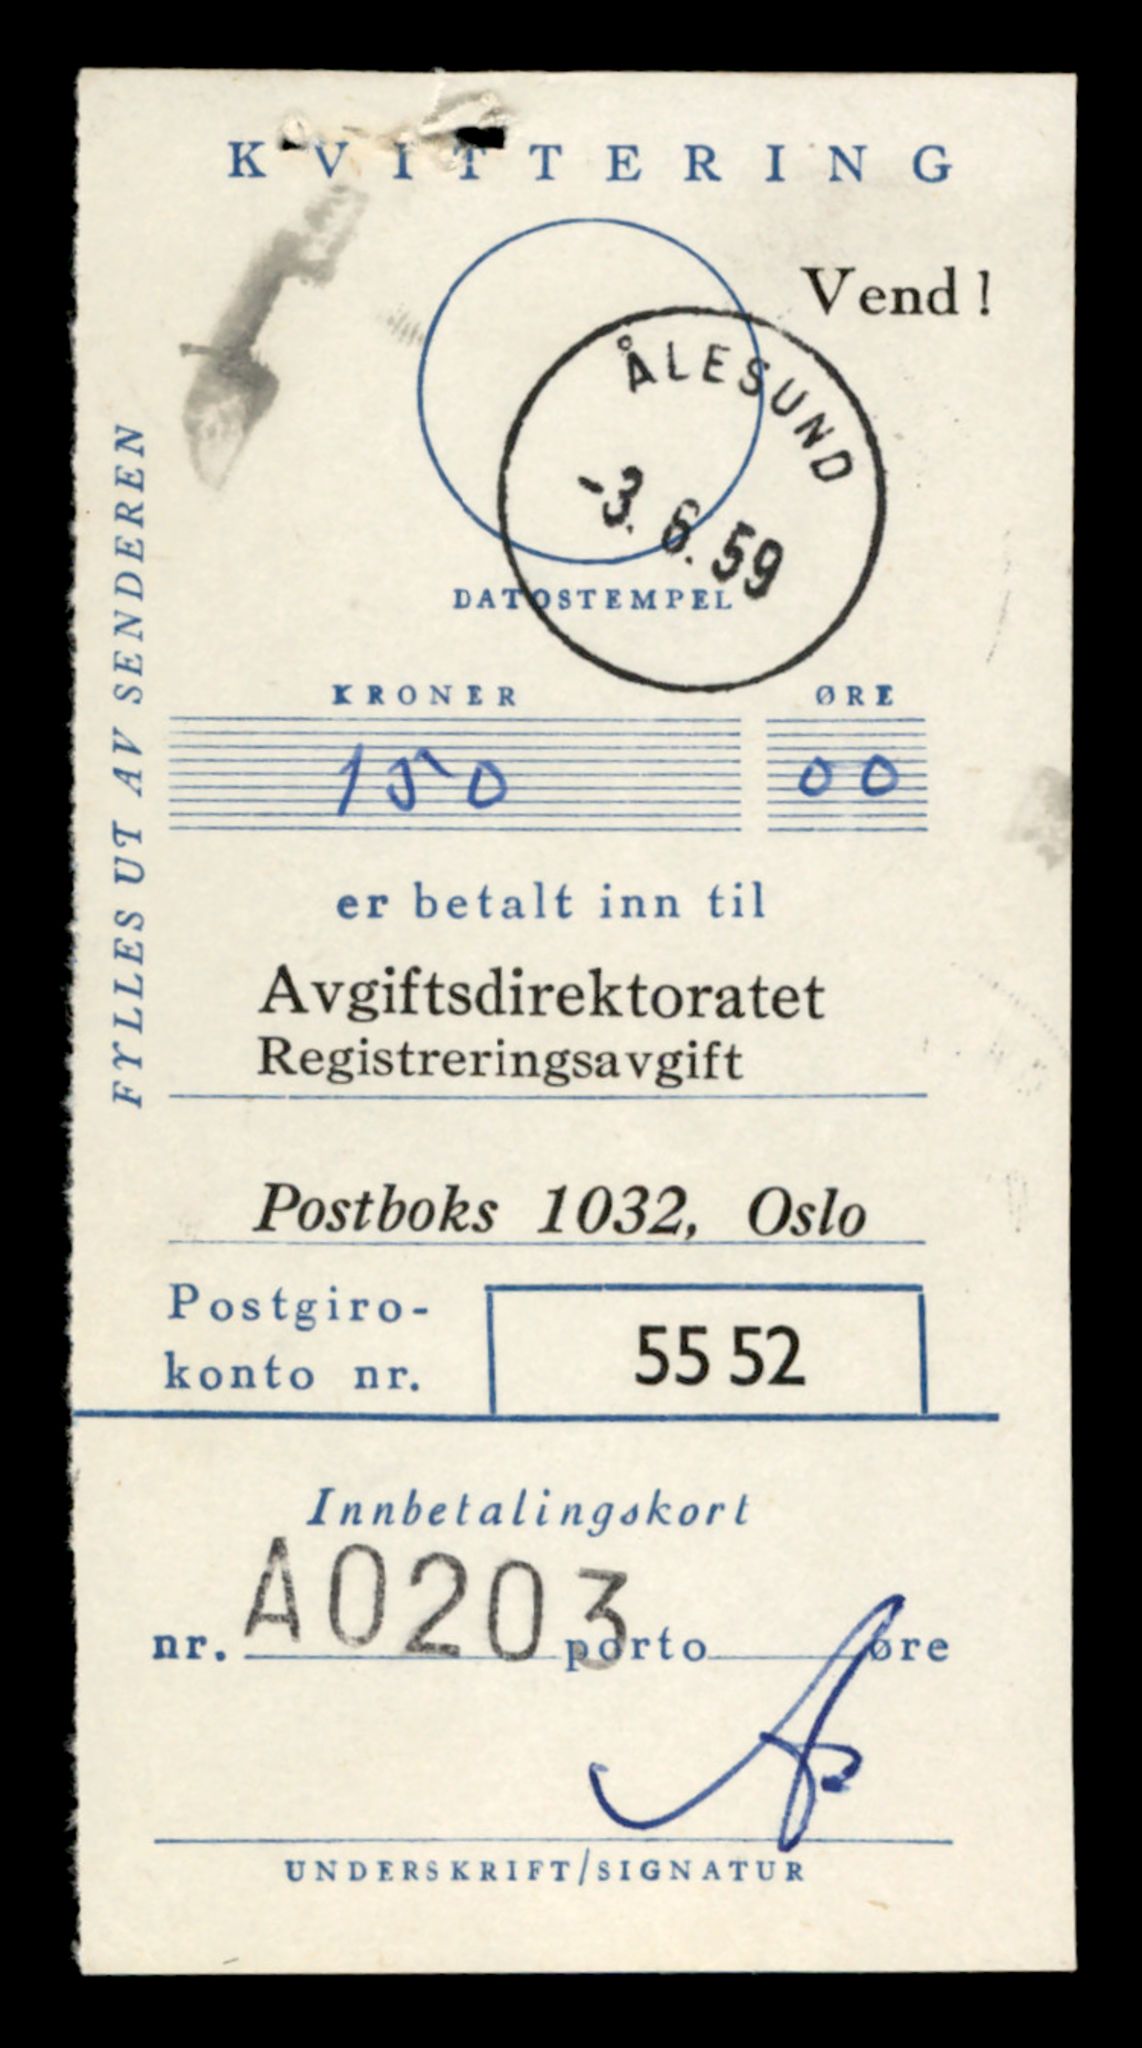 KVITTERING
Vend !
ÅLESUND
-3. 6. 59
DATOSTEMPEL
FYLLES UT AV SENDEREN
KRONER ØRE
150 00
er betalt inn til
Avgiftsdirektoratet
Registreringsavgift
Postboks 1032, Oslo
Postgiro-
konto nr. 55 52
Innbetalingskort
nr. A0203 porto øre
UNDERSKRIFT/SIGNATUR